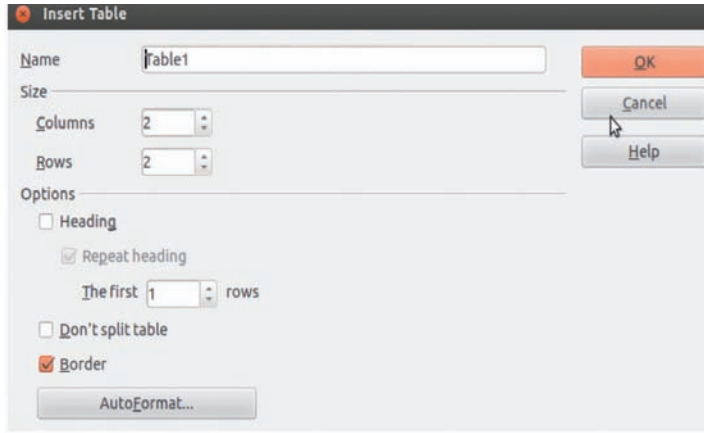 Insert Table
Name Table1 OK
Size
Cancel
Columns 2
Help
Rows 2
Options
Heading
Repeat heading
The first 1 rows
Don't split table
Border
AutoFormat...